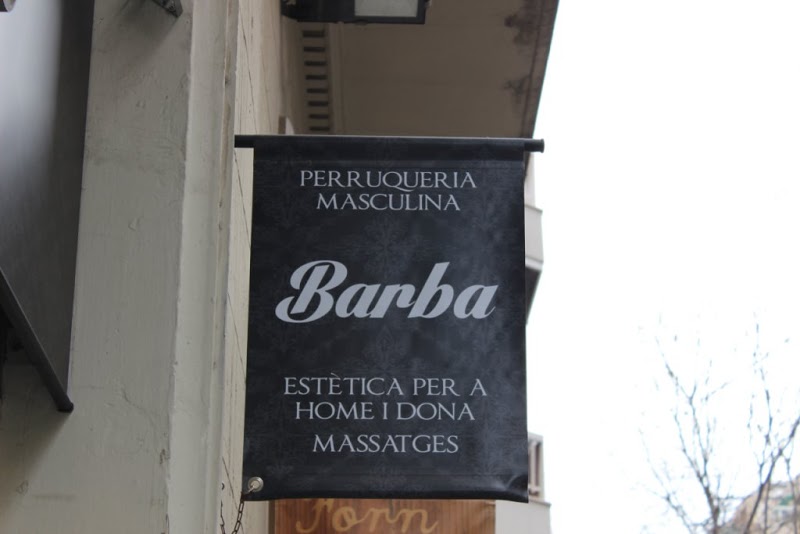 PERRUQUERIA
MASCULINA
Barba
ESTÈTICA PER A
HOME I DONA
MASSATGES
Forn